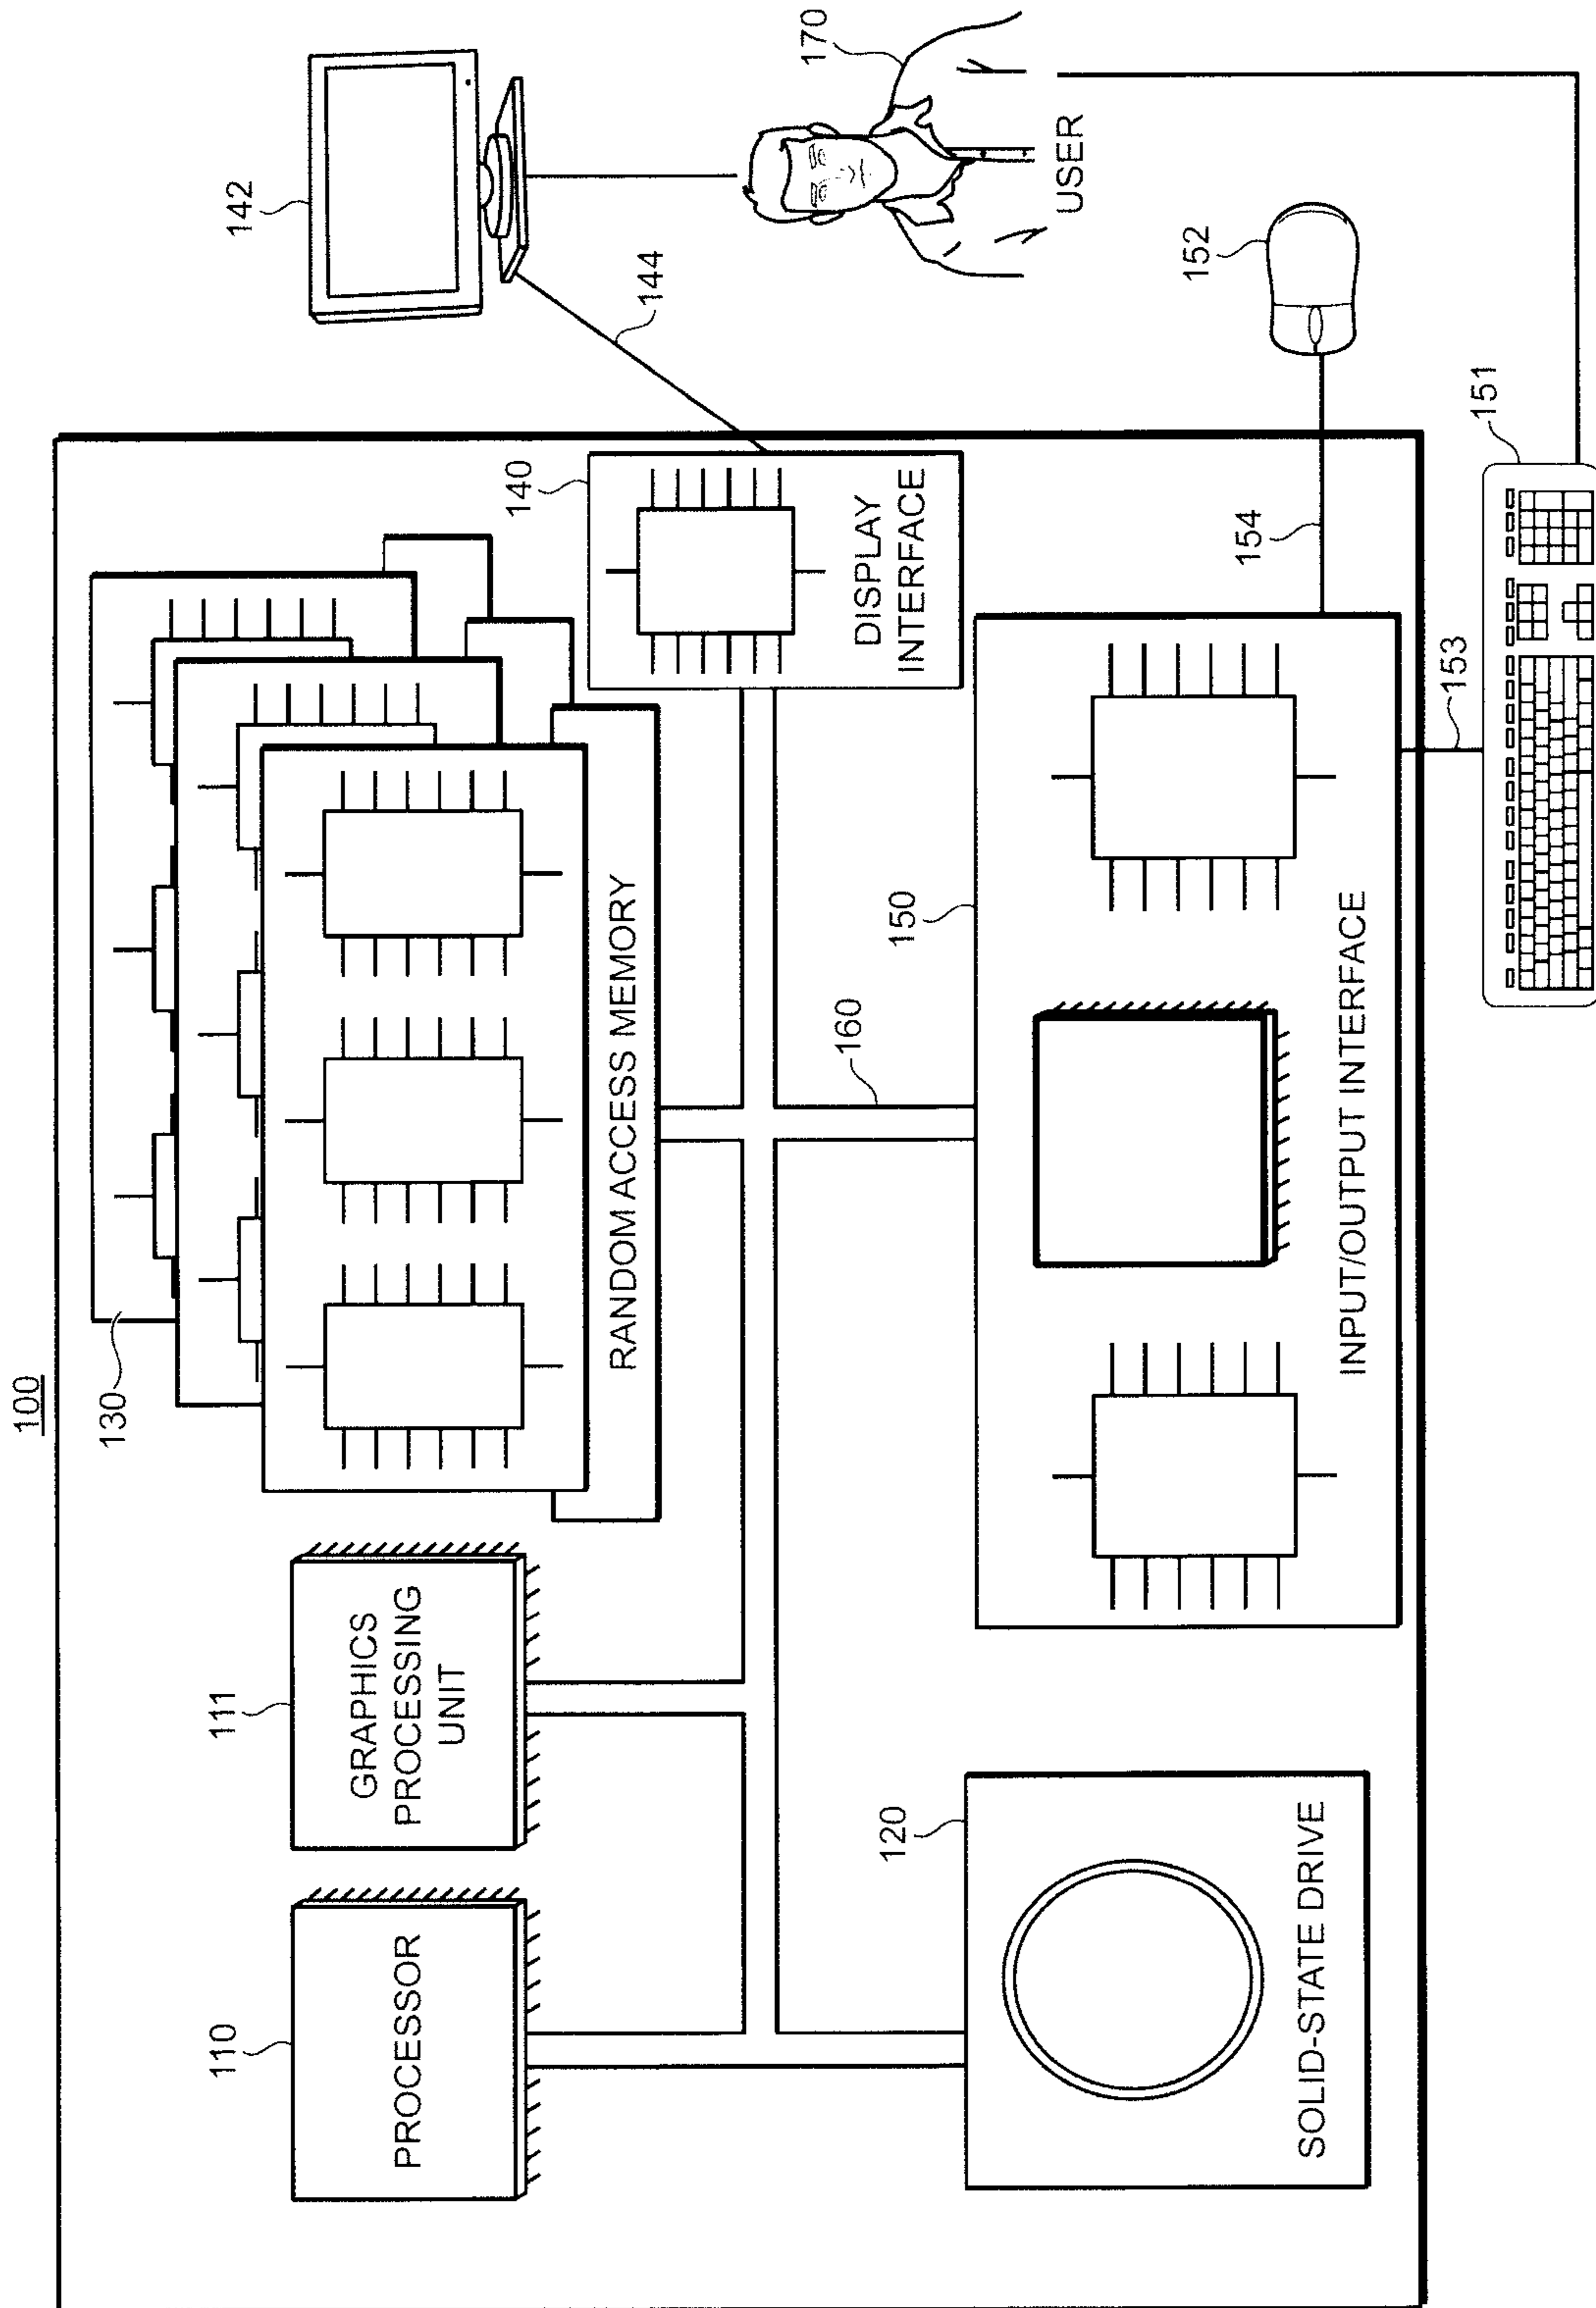 100
110
PROCESSOR
111
GRAPHICS
PROCESSING
UNIT
130
RANDOM ACCESS MEMORY
140
DISPLAY
INTERFACE
142
144
170
USER
120
SOLID-STATE DRIVE
160
150
INPUT/OUTPUT INTERFACE
154
152
153
151